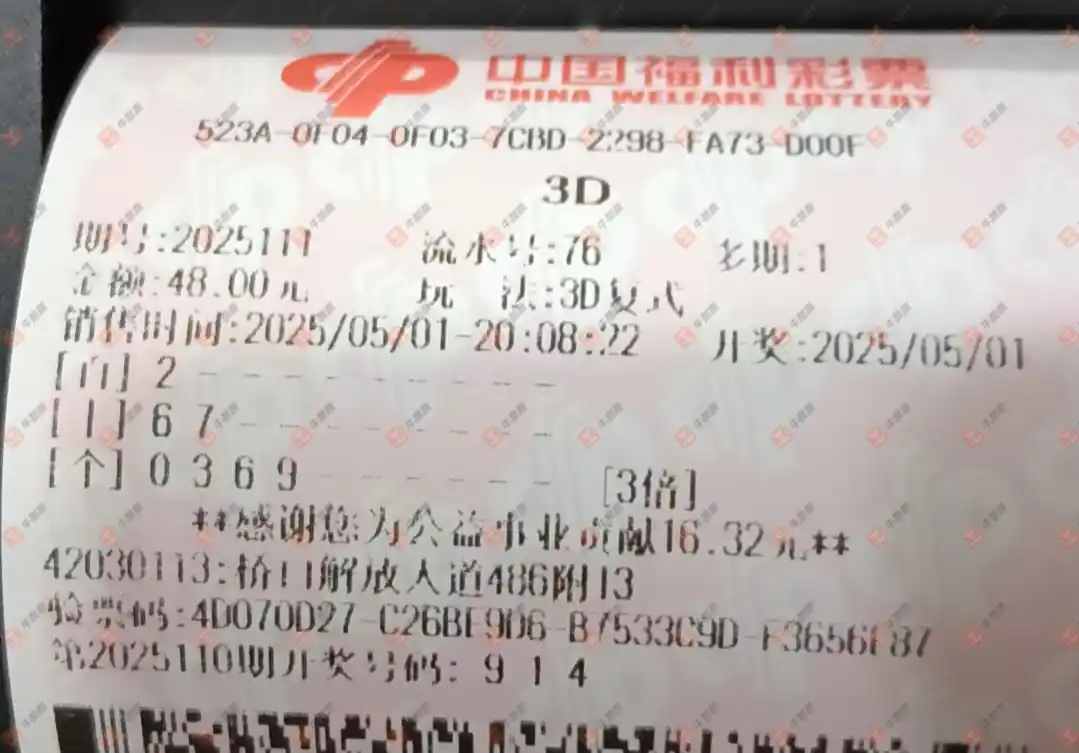 中国福利彩票
CHINA WELFARE LOTTERY
523A-0F04-0F03-7CBD-2298-FA73-D00F
3D
期号:2025111 流水号:76 多期:1
金额:48.00元 玩 法:3D复式
销售时间:2025/05/01-20:08:22 开奖:2025/05/01
[百] 2 - - - - - - - - -
[十] 6 7 - - - - - - - -
[个] 0 3 6 9 - - - - - - [3倍]
**感谢您为公益事业贡献16.32元**
42030113:桥口解放大道486附13
验票码:4D070D27-C26BF9D6-B7533C9D-F3656F87
第2025110期开奖号码: 9 1 4